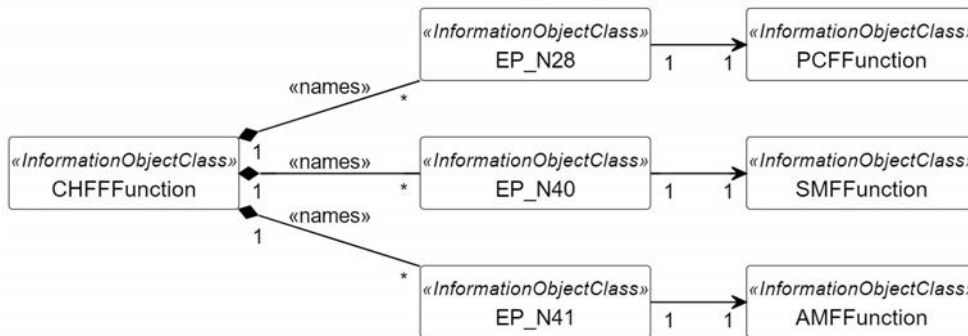 «InformationObjectClass»
EP_N28
«InformationObjectClass»
PCFFunction
1
1
«names»
*
1
«InformationObjectClass»
CHFFFunction
«names»
1
*
«InformationObjectClass»
EP_N40
1
1
«InformationObjectClass»
SMFFunction
«names»
1
*
«InformationObjectClass»
EP_N41
1
1
«InformationObjectClass»
AMFFunction